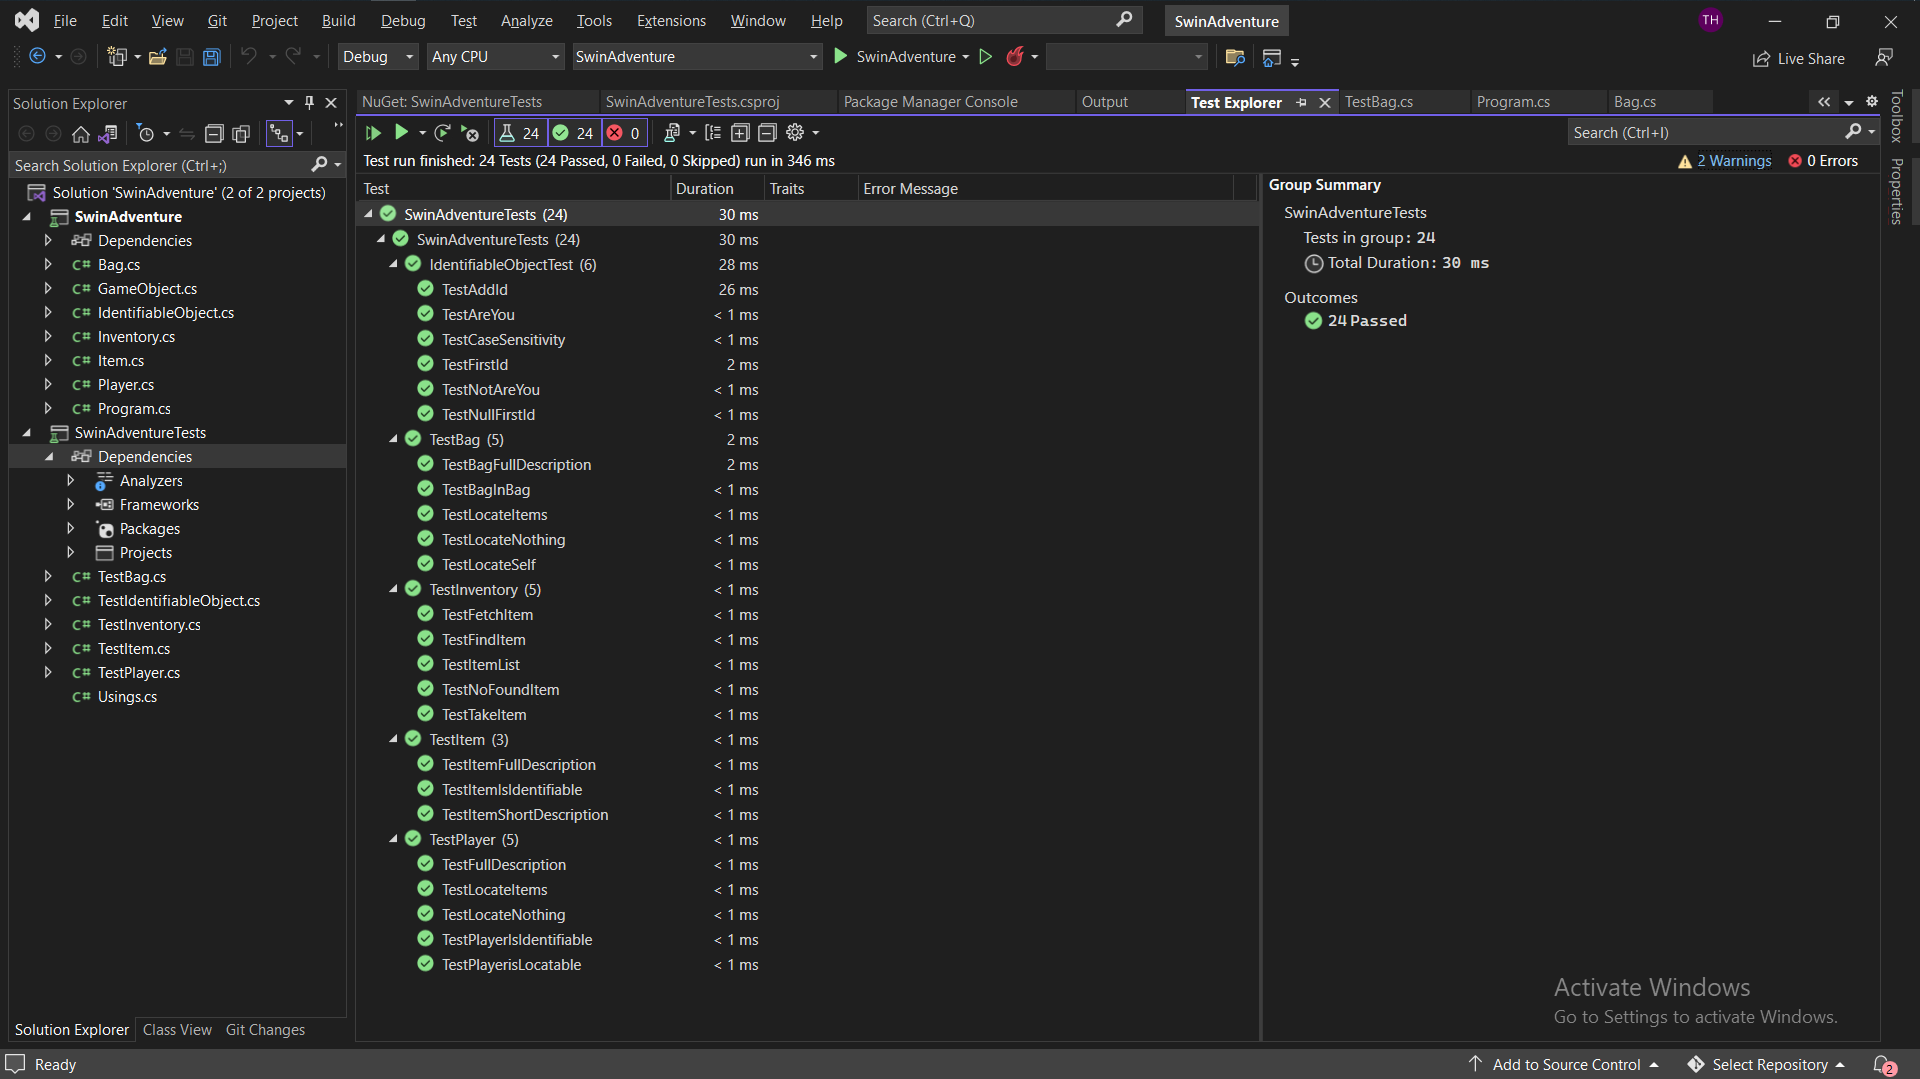 File Edit View Git Project Build Debug Test Analyze Tools Extensions Window Help Search (Ctrl+Q) SwinAdventure TH
Debug Any CPU SwinAdventure SwinAdventure Live Share
Solution Explorer
Search Solution Explorer (Ctrl+;)
Solution 'SwinAdventure' (2 of 2 projects)
SwinAdventure
Dependencies
C# Bag.cs
C# GameObject.cs
C# IdentifiableObject.cs
C# Inventory.cs
C# Item.cs
C# Player.cs
C# Program.cs
SwinAdventureTests
Dependencies
Analyzers
Frameworks
Packages
Projects
C# TestBag.cs
C# TestIdentifiableObject.cs
C# TestInventory.cs
C# TestItem.cs
C# TestPlayer.cs
C# Usings.cs
Solution Explorer Class View Git Changes
NuGet: SwinAdventureTests SwinAdventureTests.csproj Package Manager Console Output Test Explorer TestBag.cs Program.cs Bag.cs
24 24 0 Search (Ctrl+I)
Test run finished: 24 Tests (24 Passed, 0 Failed, 0 Skipped) run in 346 ms 2 Warnings 0 Errors
Test Duration Traits Error Message
SwinAdventureTests (24) 30 ms
SwinAdventureTests (24) 30 ms
IdentifiableObjectTest (6) 28 ms
TestAddId 26 ms
TestAreYou < 1 ms
TestCaseSensitivity < 1 ms
TestFirstId 2 ms
TestNotAreYou < 1 ms
TestNullFirstId < 1 ms
TestBag (5) 2 ms
TestBagFullDescription 2 ms
TestBagInBag < 1 ms
TestLocateItems < 1 ms
TestLocateNothing < 1 ms
TestLocateSelf < 1 ms
TestInventory (5) < 1 ms
TestFetchItem < 1 ms
TestFindItem < 1 ms
TestItemList < 1 ms
TestNoFoundItem < 1 ms
TestTakeItem < 1 ms
TestItem (3) < 1 ms
TestItemFullDescription < 1 ms
TestItemIsIdentifiable < 1 ms
TestItemShortDescription < 1 ms
TestPlayer (5) < 1 ms
TestFullDescription < 1 ms
TestLocateItems < 1 ms
TestLocateNothing < 1 ms
TestPlayerIsIdentifiable < 1 ms
TestPlayerisLocatable < 1 ms
Group Summary
SwinAdventureTests
Tests in group: 24
Total Duration: 30 ms
Outcomes
24 Passed
Toolbox
Properties
Activate Windows
Go to Settings to activate Windows.
Ready Add to Source Control Select Repository 2